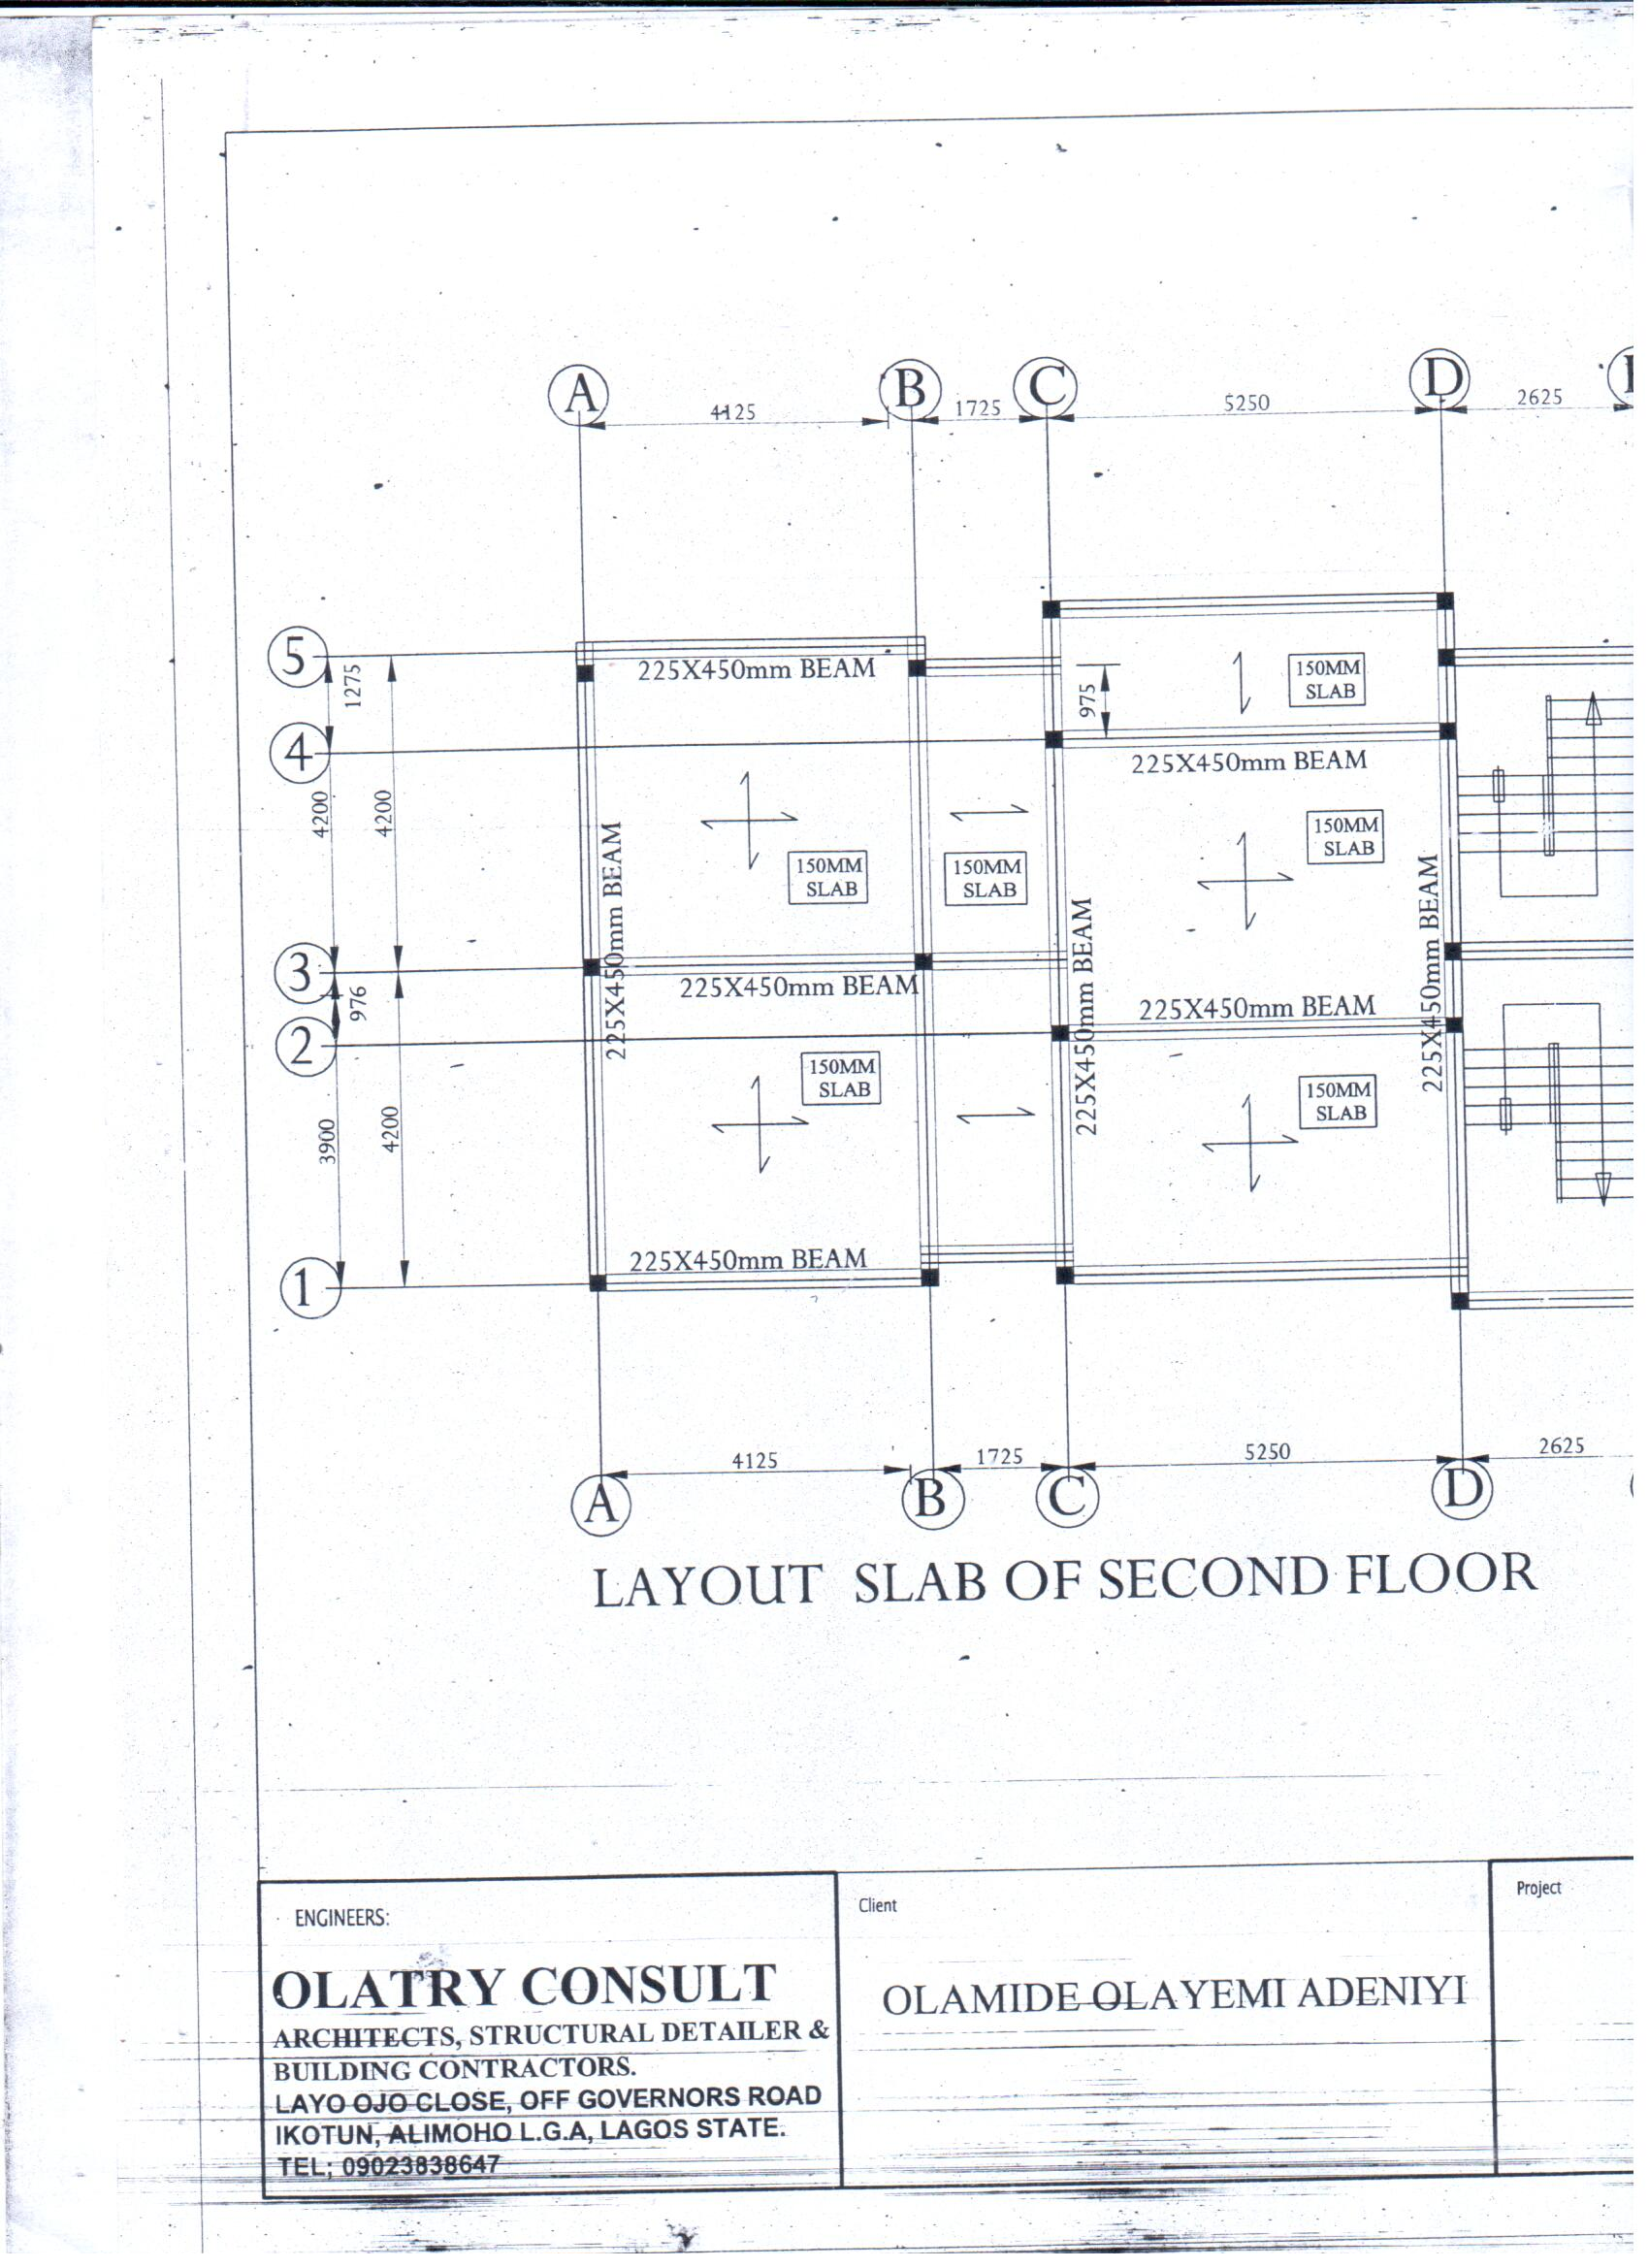 A
B
C
D
4125
1725
5250
2625
5
225X450mm BEAM
1275
975
150MM
SLAB
4
225X450mm BEAM
4200
4200
150MM
SLAB
150MM
SLAB
150MM
SLAB
225X450mm BEAM
225X450mm BEAM
225X450mm BEAM
3
225X450mm BEAM
976
225X450mm BEAM
2
150MM
SLAB
150MM
SLAB
3900
4200
225X450mm BEAM
1
4125
1725
5250
2625
A
B
C
D
LAYOUT SLAB OF SECOND FLOOR
ENGINEERS:
OLATRY CONSULT
ARCHITECTS, STRUCTURAL DETAILER &
BUILDING CONTRACTORS.
LAYO OJO CLOSE, OFF GOVERNORS ROAD
IKOTUN, ALIMOHO L.G.A, LAGOS STATE.
TEL; 09023838647
Client
OLAMIDE OLAYEMI ADENIYI
Project